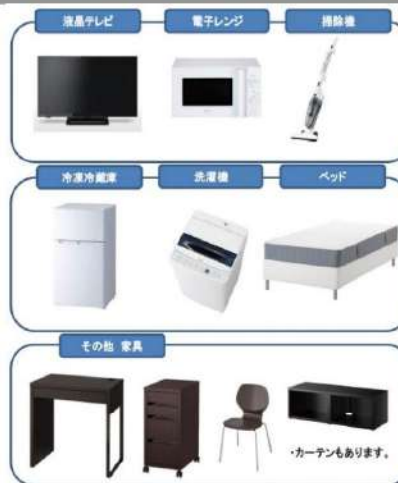 液晶テレビ
電子レンジ
掃除機
冷凍冷蔵庫
洗濯機
ベッド
その他 家具
・カーテンもあります。